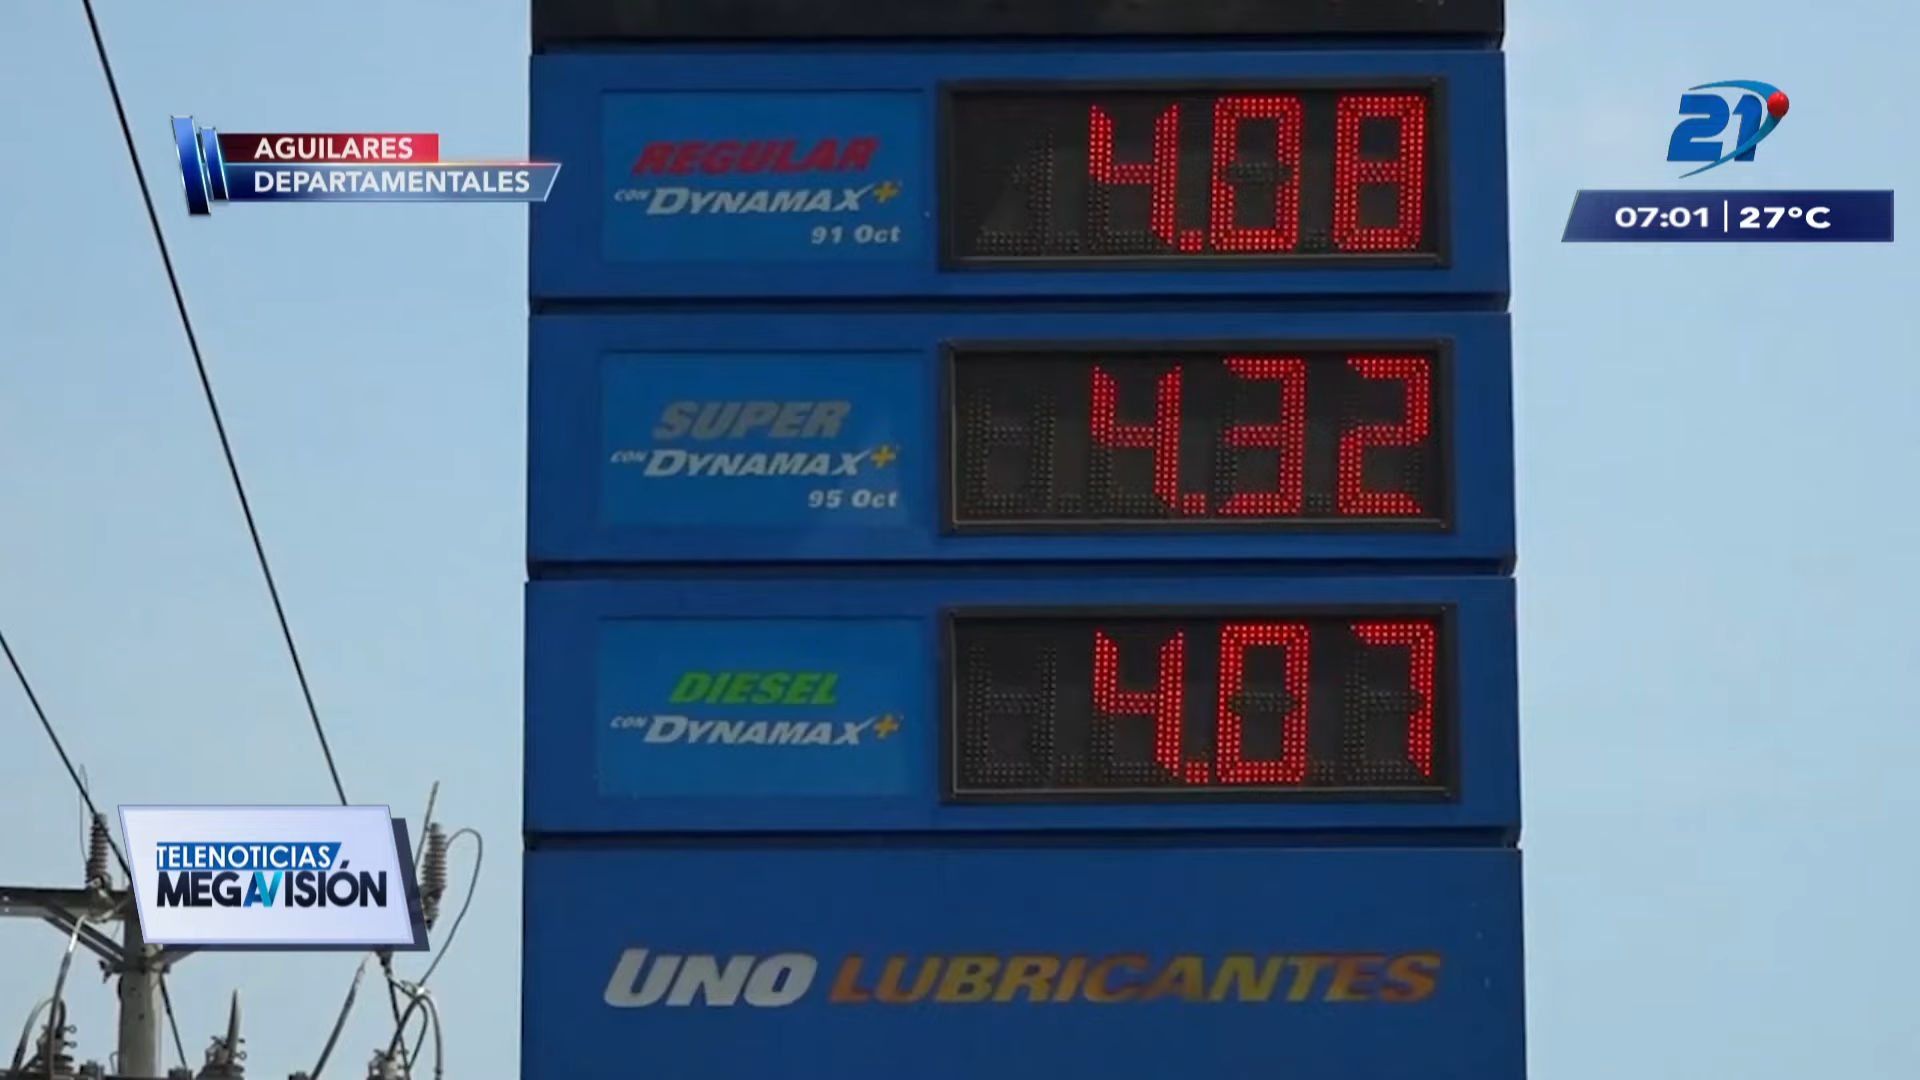 AGUILARES
DEPARTAMENTALES
21
07:01 | 27°C
REGULAR
CON DYNAMAX+
91 Oct
4.08
SUPER
CON DYNAMAX+
95 Oct
4.32
DIESEL
CON DYNAMAX+
4.07
TELENOTICIAS
MEGAVISIÓN
UNO LUBRICANTES